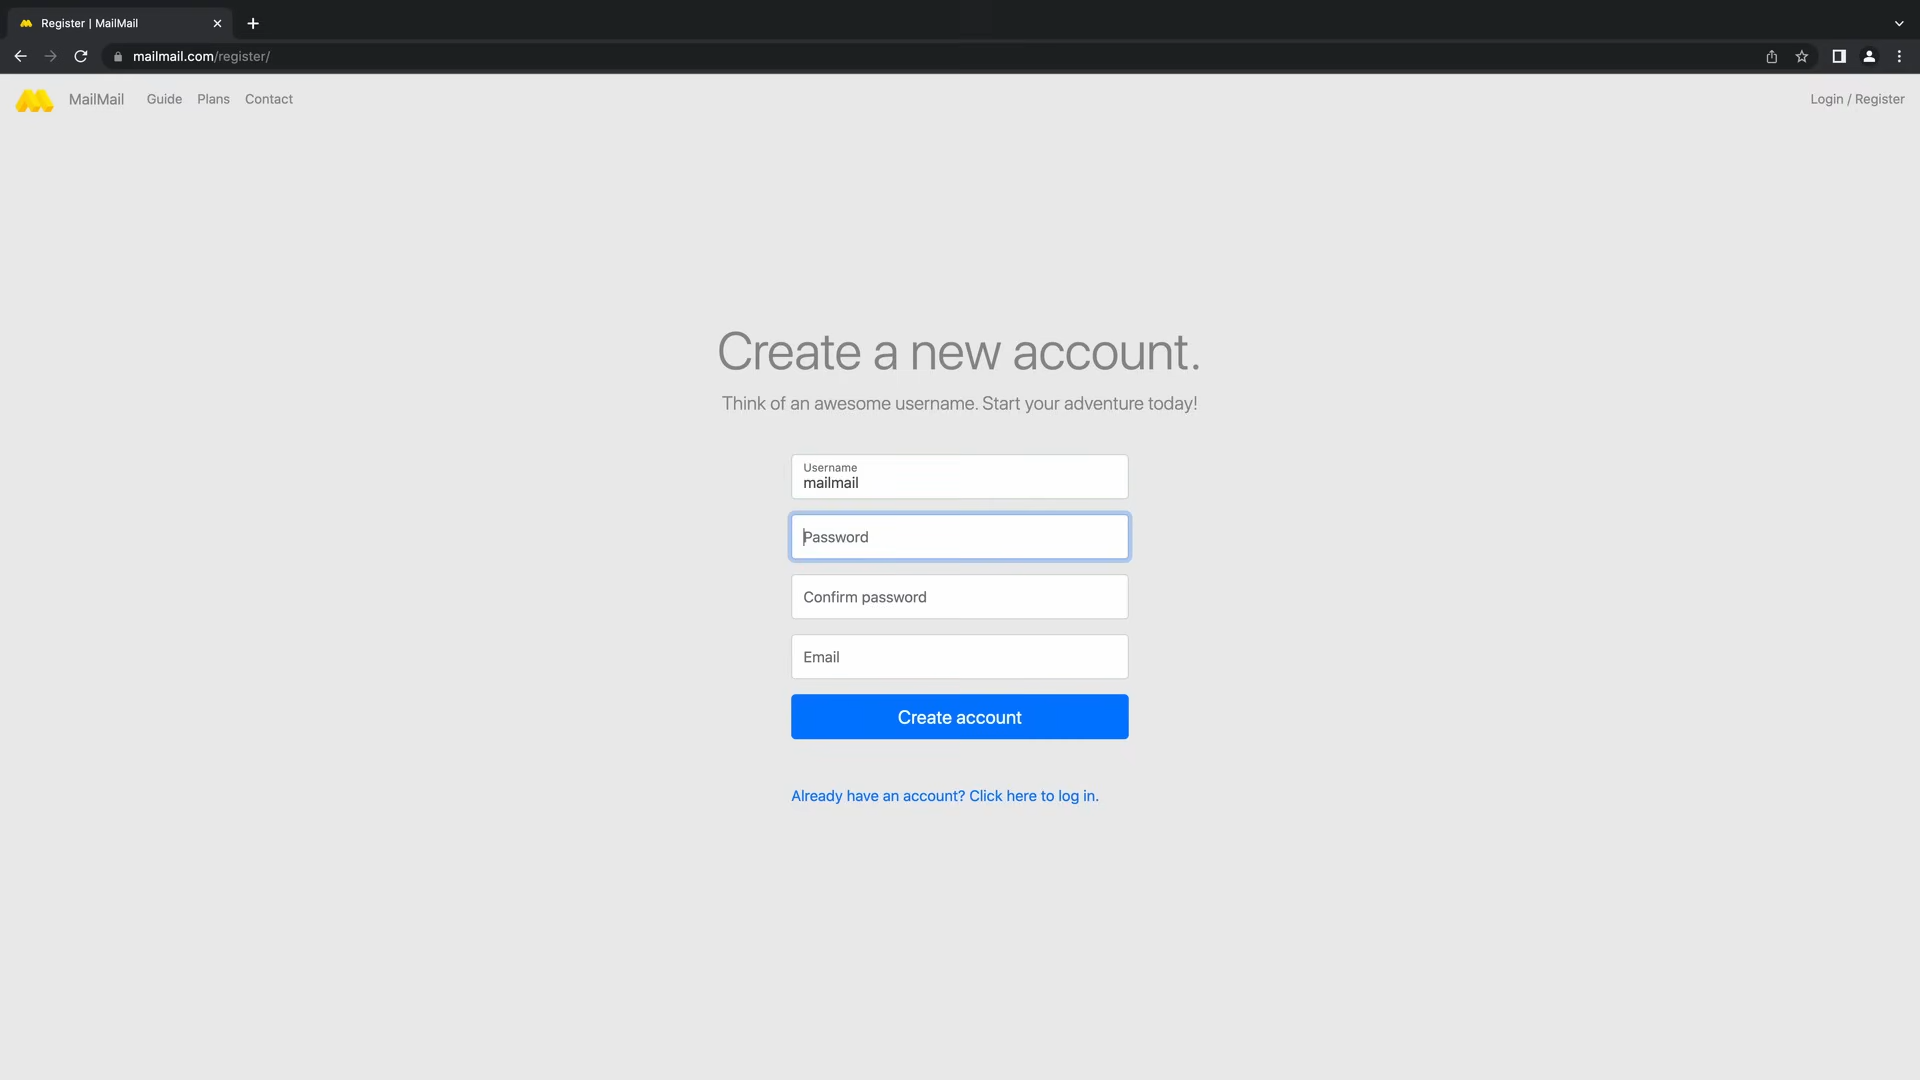 Register | MailMail
mailmail.com/register/
MailMail Guide Plans Contact Login / Register
Create a new account.
Think of an awesome username. Start your adventure today!
Username
mailmail
Password
Confirm password
Email
Create account
Already have an account? Click here to log in.